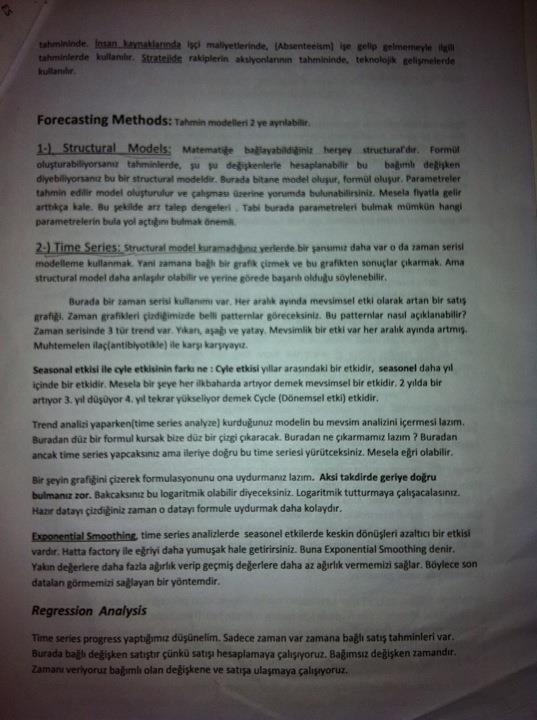 tahmininde. İnsan kaynaklarında işçi maliyetlerinde, (Absenteeism) işe gelip gelmemeyle ilgili
tahminlerde kullanılır. Stratejide rakiplerin aksiyonlarının tahmininde, teknolojik gelişmelerde
kullanılır.
Forecasting Methods: Tahmin modelleri 2 ye ayrılabilir.
1-) Structural Models: Matematiğe bağlayabildiğiniz herşey structural'dır. Formül
oluşturabiliyorsanız tahminlerde, şu şu değişkenlerle hesaplanabilir bu bağımlı değişken
diyebiliyorsanız bu bir structural modeldir. Burada bitane model oluşur, formül oluşur. Parametreler
tahmin edilir model oluşturulur ve çalışması üzerine yorumda bulunabilirsiniz. Mesela fiyatla gelir
arttıkça kale. Bu şekilde arz talep dengeleri . Tabi burada parametreleri bulmak mümkün hangi
parametrelerin bula yol açtığını bulmak önemli.
2-) Time Series: Structural model kuramadığınız yerlerde bir şansımız daha var o da zaman serisi
modelleme kullanmak. Yani zamana bağlı bir grafik çizmek ve bu grafikten sonuçlar çıkarmak. Ama
structural model daha anlaşılır olabilir ve yerine görede başarılı olduğu söylenebilir.
Burada bir zaman serisi kullanımı var. Her aralık ayında mevsimsel etki olarak artan bir satış
grafiği. Zaman grafikleri çizdiğimizde belli patternlar göreceksiniz. Bu patternlar nasıl açıklanabilir?
Zaman serisinde 3 tür trend var. Yıkarı, aşağı ve yatay. Mevsimlik bir etki var her aralık ayında artmış.
Muhtemelen ilaç(antibiyotikle) ile karşı karşıyayız.
Seasonal etkisi ile cyle etkisinin farkı ne : Cyle etkisi yıllar arasındaki bir etkidir, seasonel daha yıl
içinde bir etkidir. Mesela bir şeye her ilkbaharda artıyor demek mevsimsel bir etkidir. 2 yılda bir
artıyor 3. yıl düşüyor 4. yıl tekrar yükseliyor demek Cycle (Dönemsel etki) etkidir.
Trend analizi yaparken(time series analyze) kurduğunuz modelin bu mevsim analizini içermesi lazım.
Buradan düz bir formul kursak bize düz bir çizgi çıkaracak. Buradan ne çıkarmamız lazım ? Buradan
ancak time series yapcaksınız ama ileriye doğru bu time seriesi yürütceksiniz. Mesela eğri olabilir.
Bir şeyin grafiğini çizerek formulasyonunu ona uydurmanız lazım. Aksi takdirde geriye doğru
bulmanız zor. Bakcaksınız bu logaritmik olabilir diyeceksiniz. Logaritmik tutturmaya çalışacalasınız.
Hazır datayı çizdiğiniz zaman o datayı formule uydurmak daha kolaydır.
Exponential Smoothing, time series analizlerde seasonel etkilerde keskin dönüşleri azaltıcı bir etkisi
vardır. Hatta factory ile eğriyi daha yumuşak hale getirirsiniz. Buna Exponential Smoothing denir.
Yakın değerlere daha fazla ağırlık verip geçmiş değerlere daha az ağırlık vermemizi sağlar. Böylece son
dataları görmemizi sağlayan bir yöntemdir.
Regression Analysis
Time series progress yaptığımız düşünelim. Sadece zaman var zamana bağlı satış tahminleri var.
Burada bağlı değişken satıştır çünkü satışı hesaplamaya çalışıyoruz. Bağımsız değişken zamandır.
Zamanı veriyoruz bağımlı olan değişkene ve satışa ulaşmaya çalışıyoruz.